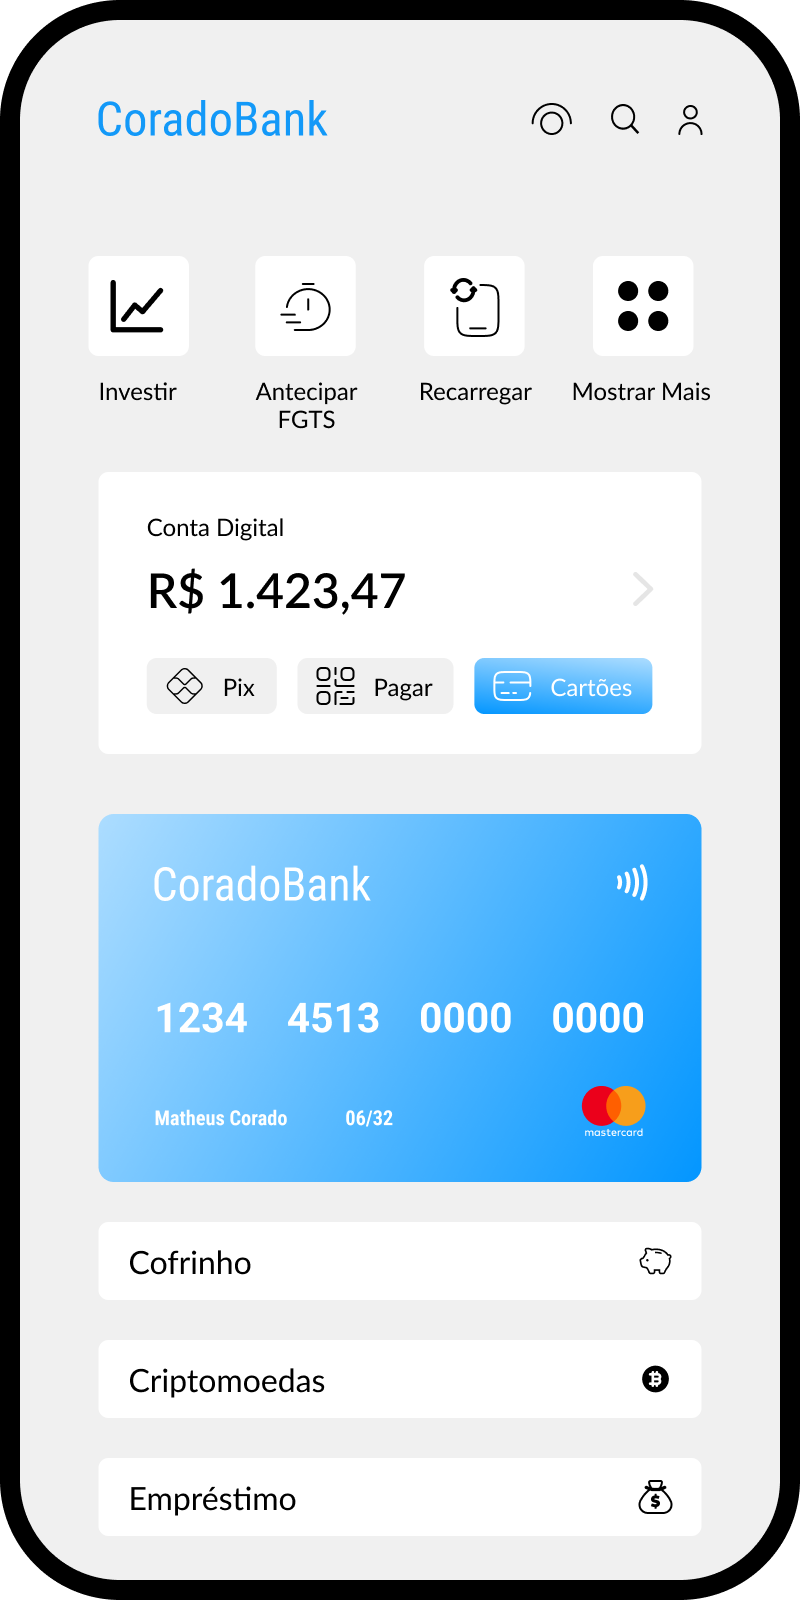 CoradoBank
Investir
Antecipar
FGTS
Recarregar
Mostrar Mais
Conta Digital
R$ 1.423,47
Pix
Pagar
Cartões
CoradoBank
1234 4513 0000 0000
Matheus Corado 06/32
mastercard
Cofrinho
Criptomoedas
Empréstimo